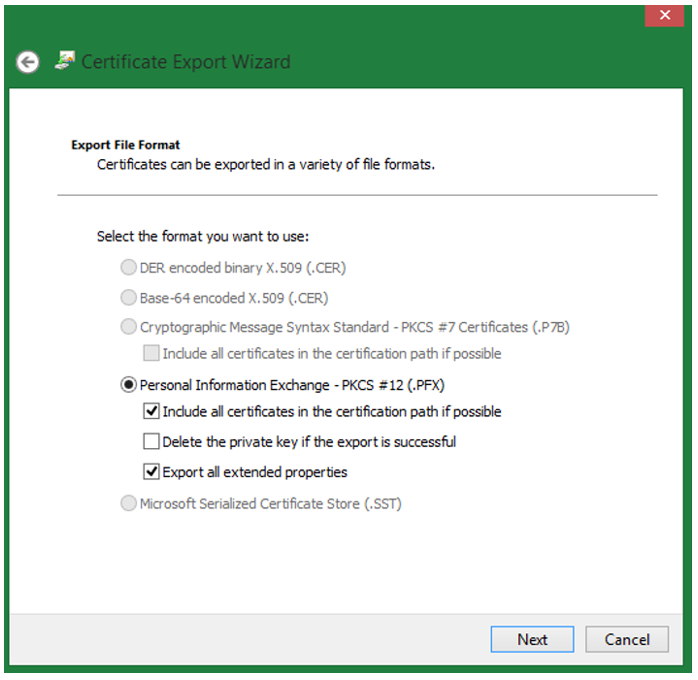 Certificate Export Wizard
Export File Format
Certificates can be exported in a variety of file formats.
Select the format you want to use:
DER encoded binary X.509 (.CER)
Base-64 encoded X.509 (.CER)
Cryptographic Message Syntax Standard - PKCS #7 Certificates (.P7B)
Include all certificates in the certification path if possible
Personal Information Exchange - PKCS #12 (.PFX)
Include all certificates in the certification path if possible
Delete the private key if the export is successful
Export all extended properties
Microsoft Serialized Certificate Store (.SST)
Next Cancel